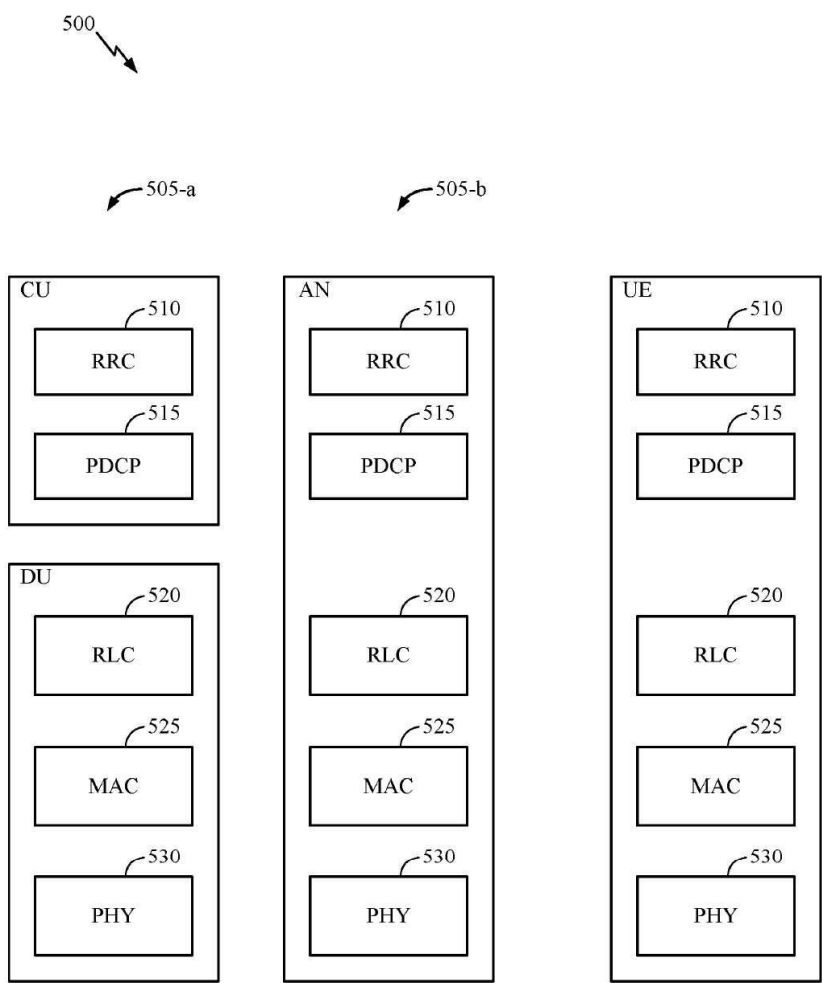 500
505-a
505-b
CU
AN
UE
510
510
510
RRC
RRC
RRC
515
515
515
PDCP
PDCP
PDCP
DU
520
520
520
RLC
RLC
RLC
525
525
525
MAC
MAC
MAC
530
530
530
PHY
PHY
PHY